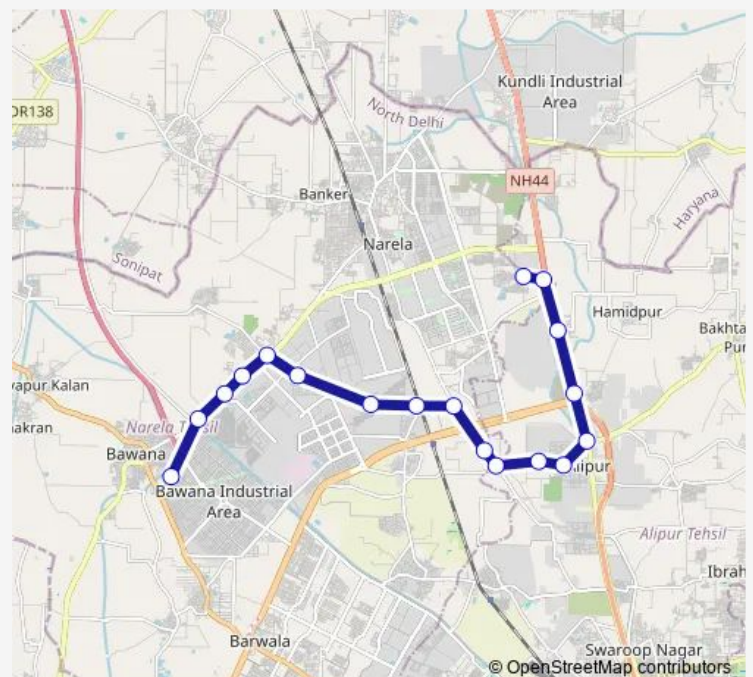 Kundli Industrial
Area
DR138
North Delhi
NH44
Haryana
Banker
Narela
Sonipat
Hamidpur
Bakhta
Pur
yapur Kalan
akran
Narela Tehsil
Bawana
Bawana Industrial
Area
lipur
Alipur Tehsil
Ibrah
Barwala
Swaroop Nagar
© OpenStreetMap contributors